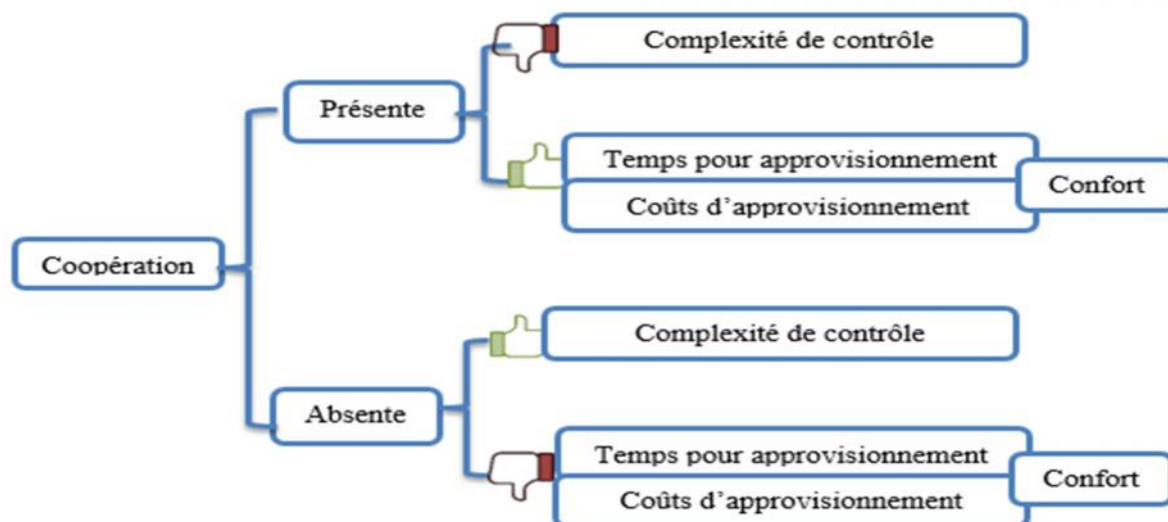 Complexité de contrôle
Présente
Temps pour approvisionnement
Confort
Coûts d'approvisionnement
Coopération
Complexité de contrôle
Absente
Temps pour approvisionnement
Confort
Coûts d'approvisionnement